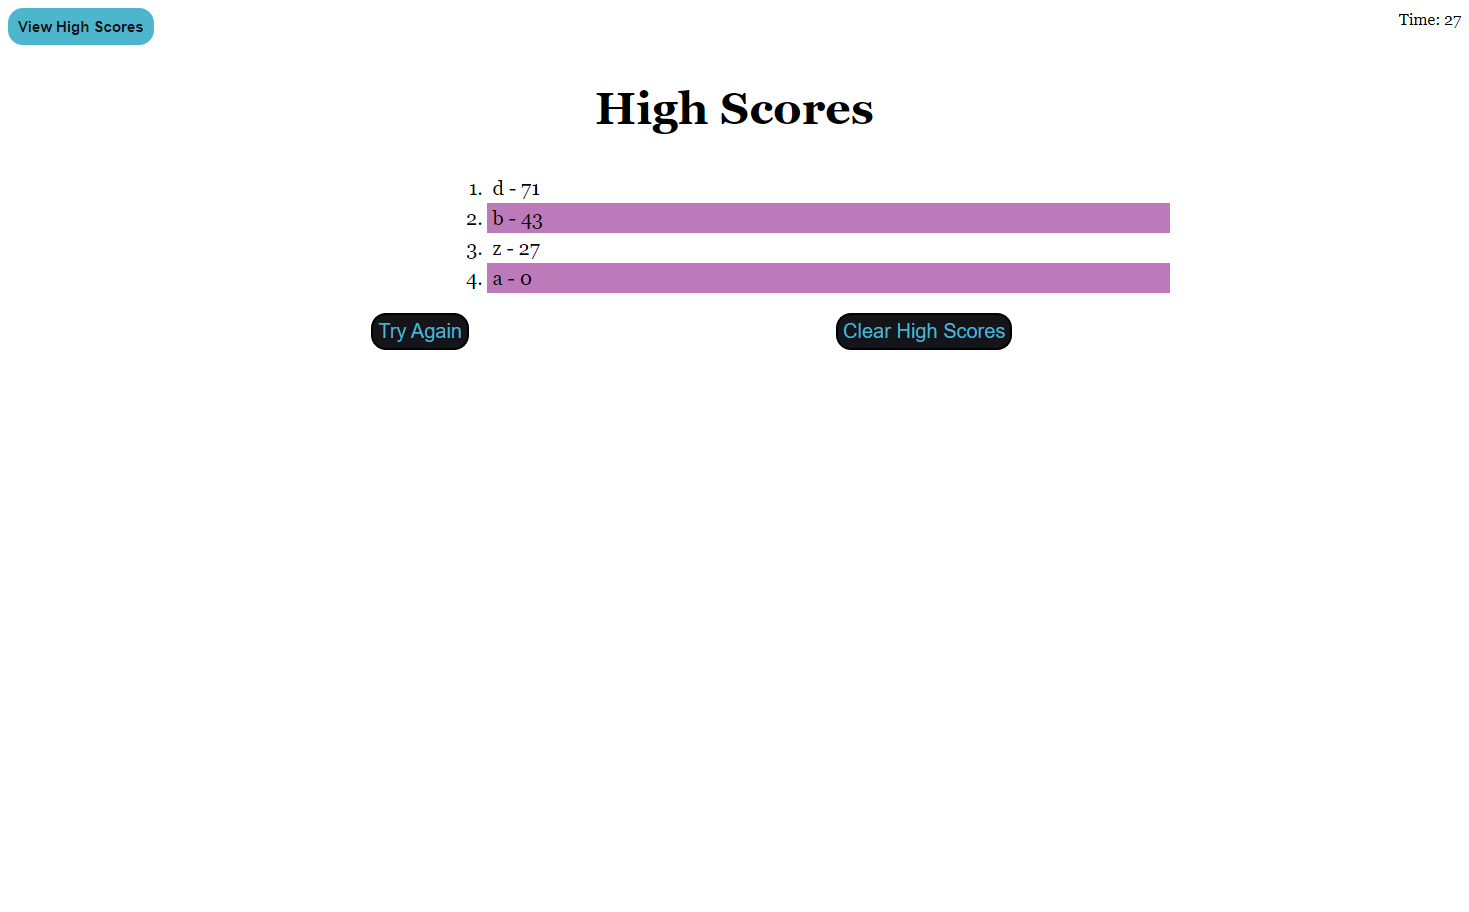 View High Scores
Time: 27
High Scores
1. d - 71
2. b - 43
3. z - 27
4. a - 0
Try Again
Clear High Scores